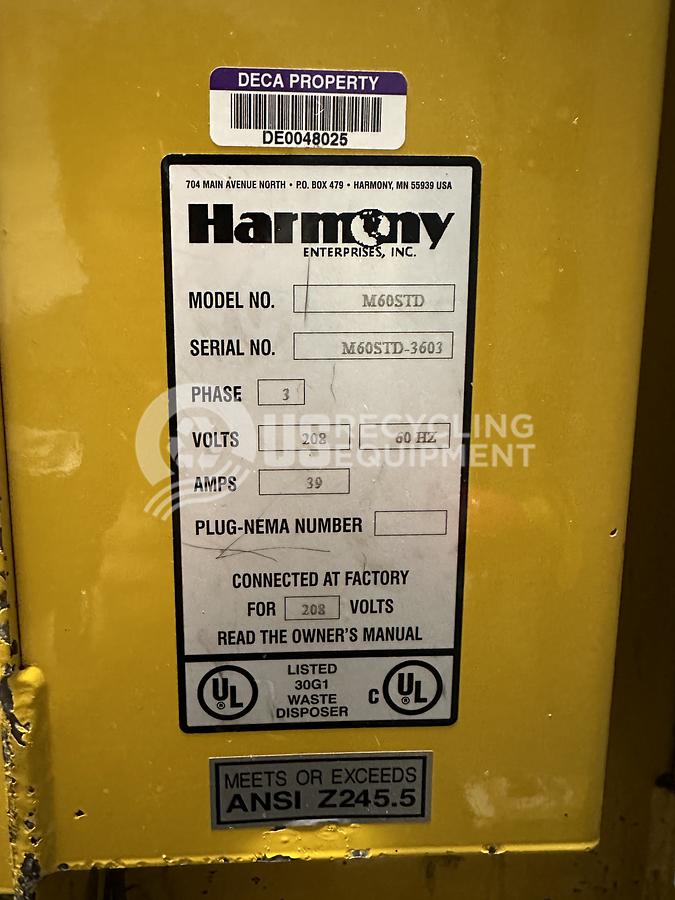 DECA PROPERTY
DE0048025
704 MAIN AVENUE NORTH • P.O. BOX 479 • HARMONY, MN 55939 USA
Harmony
ENTERPRISES, INC.
MODEL NO. M60STD
SERIAL NO. M60STD-3603
PHASE 3
US RECYCLING
EQUIPMENT
VOLTS 208 60 HZ
AMPS 39
PLUG-NEMA NUMBER
CONNECTED AT FACTORY
FOR 208 VOLTS
READ THE OWNER'S MANUAL
UL ®
LISTED
30G1
WASTE
DISPOSER
C UL ®
MEETS OR EXCEEDS
ANSI Z245.5